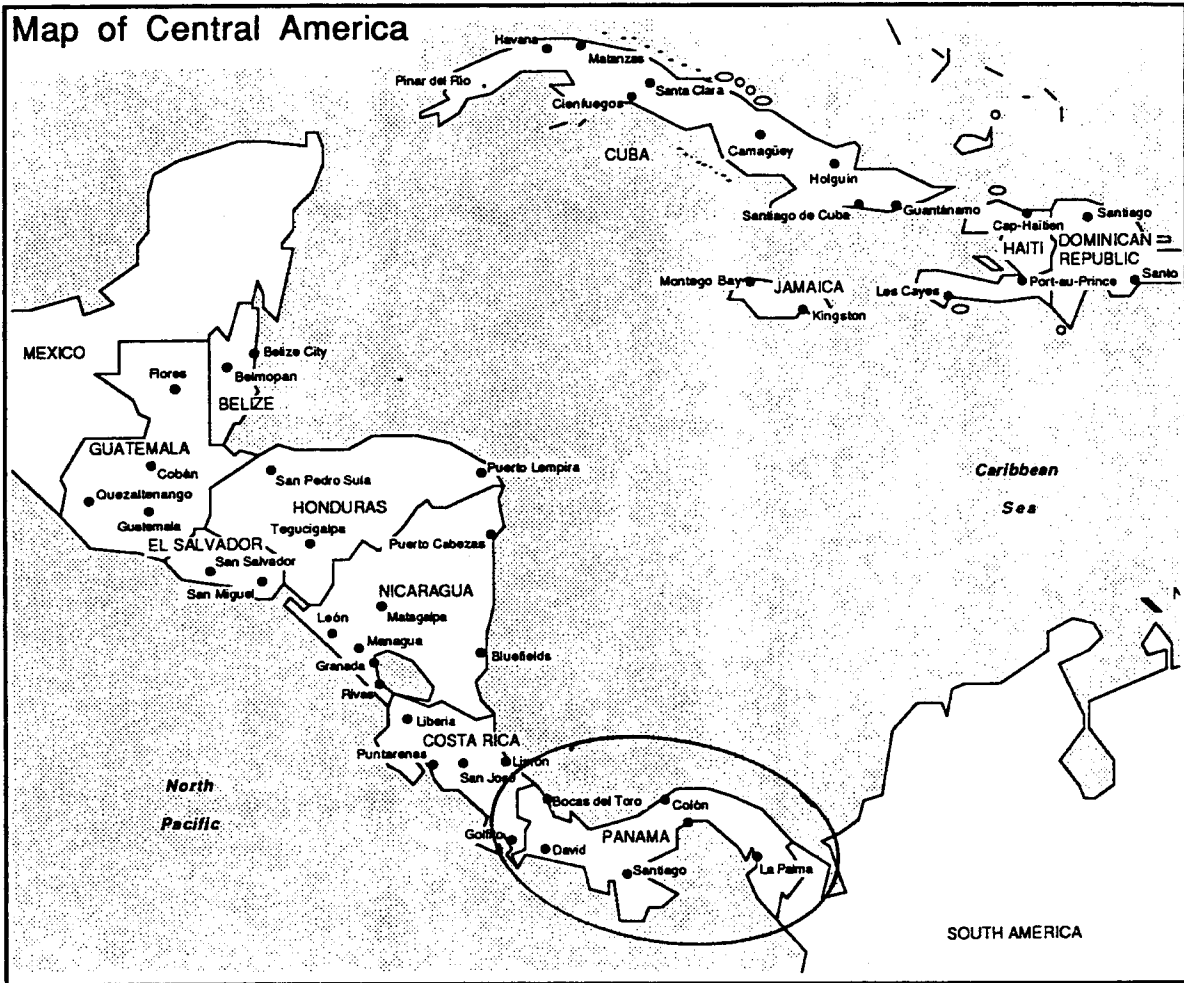 Map of Central America
Havana
Matanzas
Pinar del Rio
Santa Clara
Cienfuegos
CUBA
Camagüey
Holguin
Santiago de Cuba
Guantánamo
Cap-Haïtien
Santiago
HAITI
DOMINICAN
REPUBLIC
Montego Bay
JAMAICA
Les Cayes
Port-au-Prince
Santo
Kingston
MEXICO
Belize City
Flores
Belmopan
BELIZE
GUATEMALA
Cobán
San Pedro Sula
Puerto Lempira
Caribbean
Sea
Quezaltenango
HONDURAS
Guatemala
Tegucigalpa
EL SALVADOR
Puerto Cabezas
San Salvador
San Miguel
NICARAGUA
León
Matagalpa
Managua
Granada
Bluefields
Rivas
Liberia
COSTA RICA
Puntarenas
Limón
San José
North
Pacific
Bocas del Toro
Colón
Golfito
PANAMA
David
Santiago
La Palma
SOUTH AMERICA